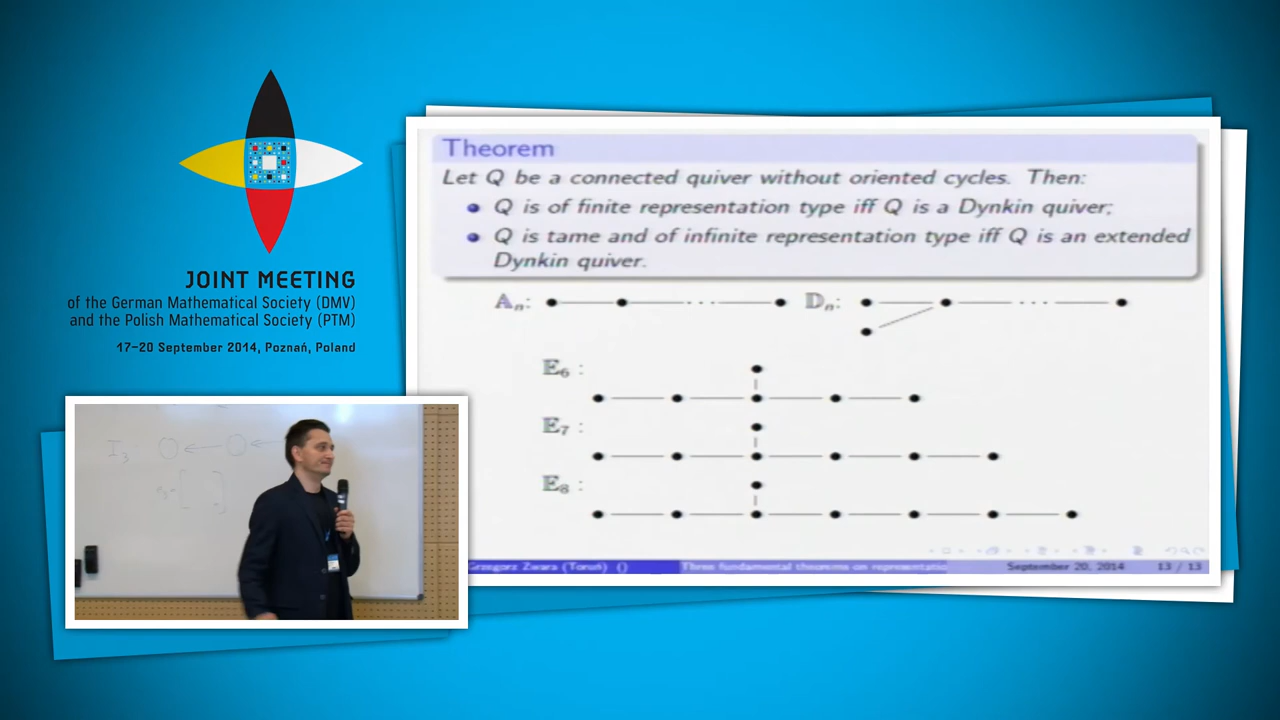 JOINT MEETING
of the German Mathematical Society (DMV)
and the Polish Mathematical Society (PTM)
17–20 September 2014, Poznań, Poland
Theorem
Let Q be a connected quiver without oriented cycles. Then:
Q is of finite representation type iff Q is a Dynkin quiver;
Q is tame and of infinite representation type iff Q is an extended
Dynkin quiver.
𝔸ₙ: 𝔻ₙ:
𝔼₆ :
𝔼₇ :
𝔼₈ :
I₃
Grzegorz Zwara (Toruń) () Three fundamental theorems on representatio September 20, 2014 13 / 13